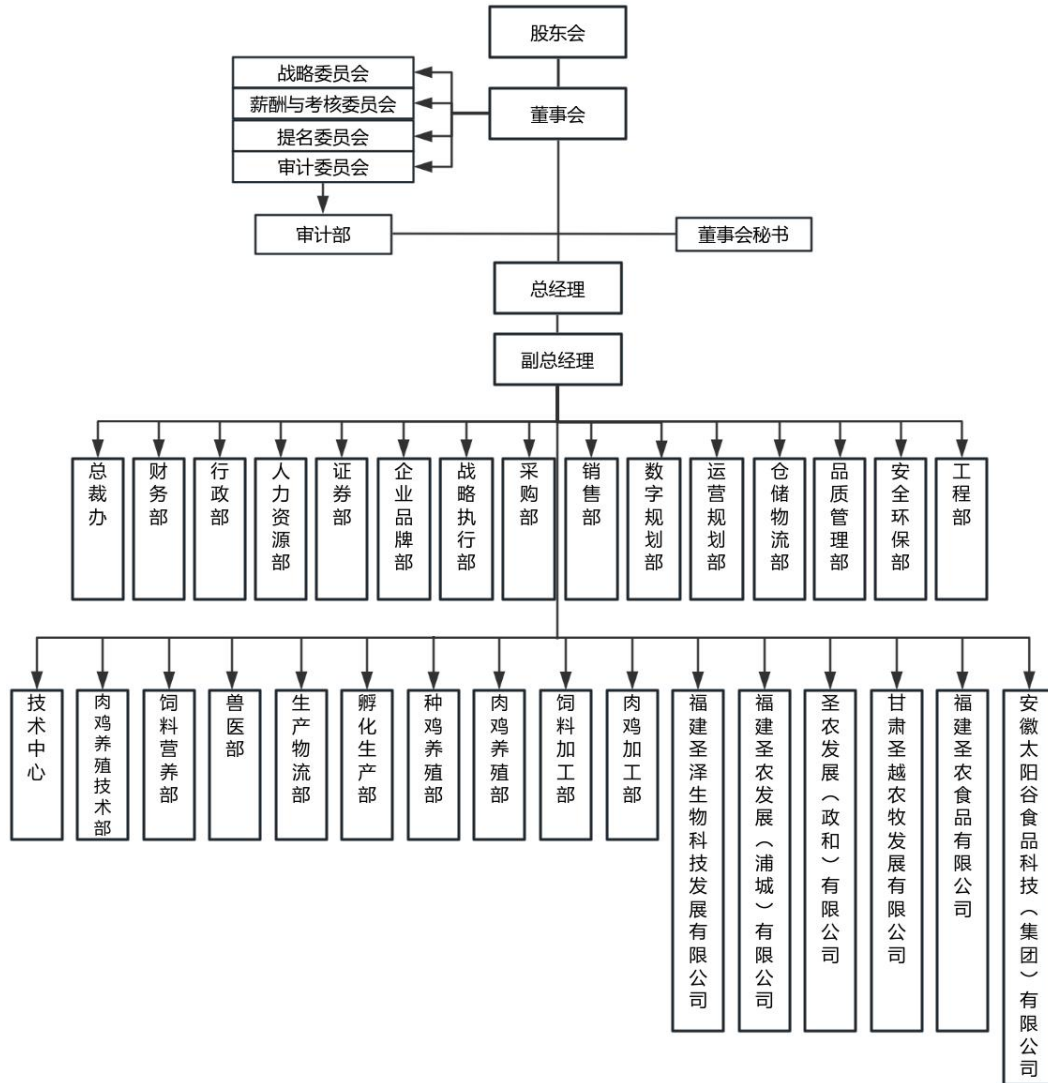 股东会
战略委员会
薪酬与考核委员会
提名委员会
审计委员会
董事会
审计部
董事会秘书
总经理
副总经理
总裁办
财务部
行政部
人力资源部
证券部
企业品牌部
战略执行部
采购部
销售部
数字规划部
运营规划部
仓储物流部
品质管理部
安全环保部
工程部
技术中心
肉鸡养殖技术部
饲料营养部
兽医部
生产物流部
孵化生产部
种鸡养殖部
肉鸡养殖部
饲料加工部
肉鸡加工部
福建圣泽生物科技发展有限公司
福建圣农发展（浦城）有限公司
圣农发展（政和）有限公司
甘肃圣越农牧发展有限公司
福建圣农食品有限公司
安徽太阳谷食品科技（集团）有限公司